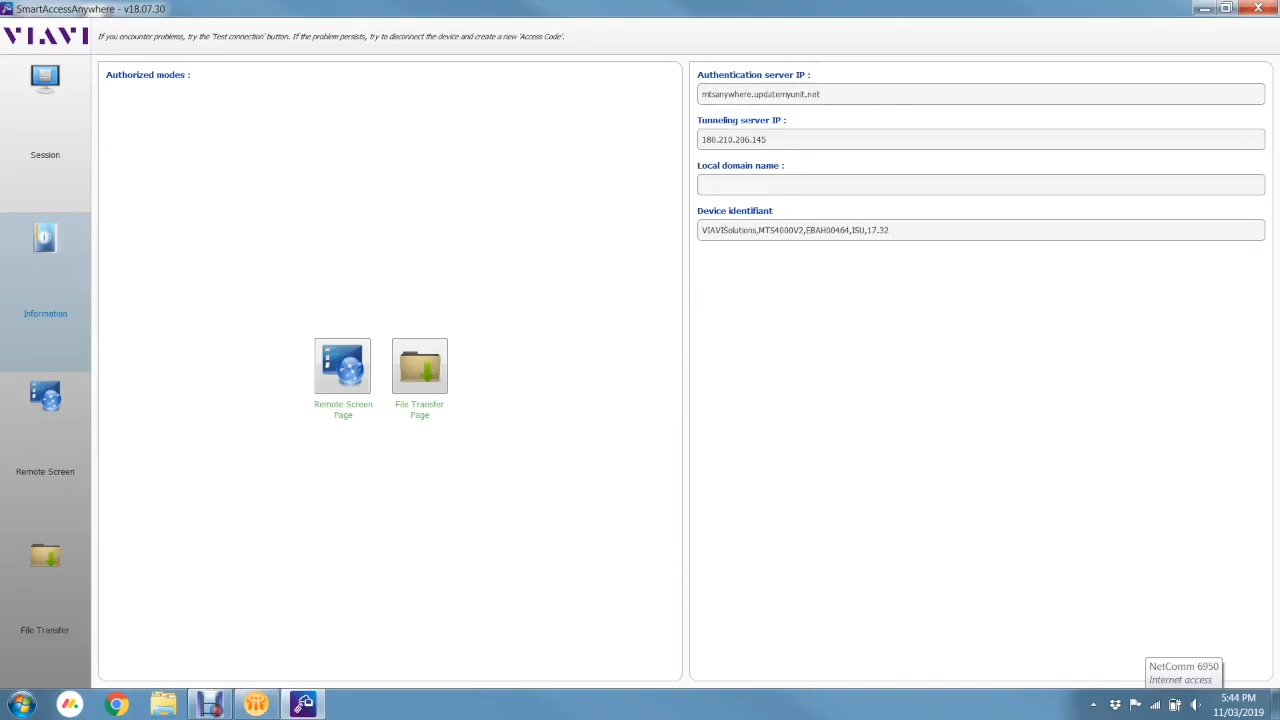 SmartAccessAnywhere - v18.07.30
VIAVI
If you encounter problems, try the 'Test connection' button. If the problem persists, try to disconnect the device and create a new 'Access Code'.
Session
Information
Remote Screen
File Transfer
Authorized modes :
Remote Screen
Page
File Transfer
Page
Authentication server IP :
mtsanywhere.updatemyunit.net
Tunneling server IP :
180.210.206.145
Local domain name :
Device identifiant
VIAVISolutions,MTS4000V2,EBAH00464,ISU,17.32
NetComm 6950
Internet access
5:44 PM
11/03/2019